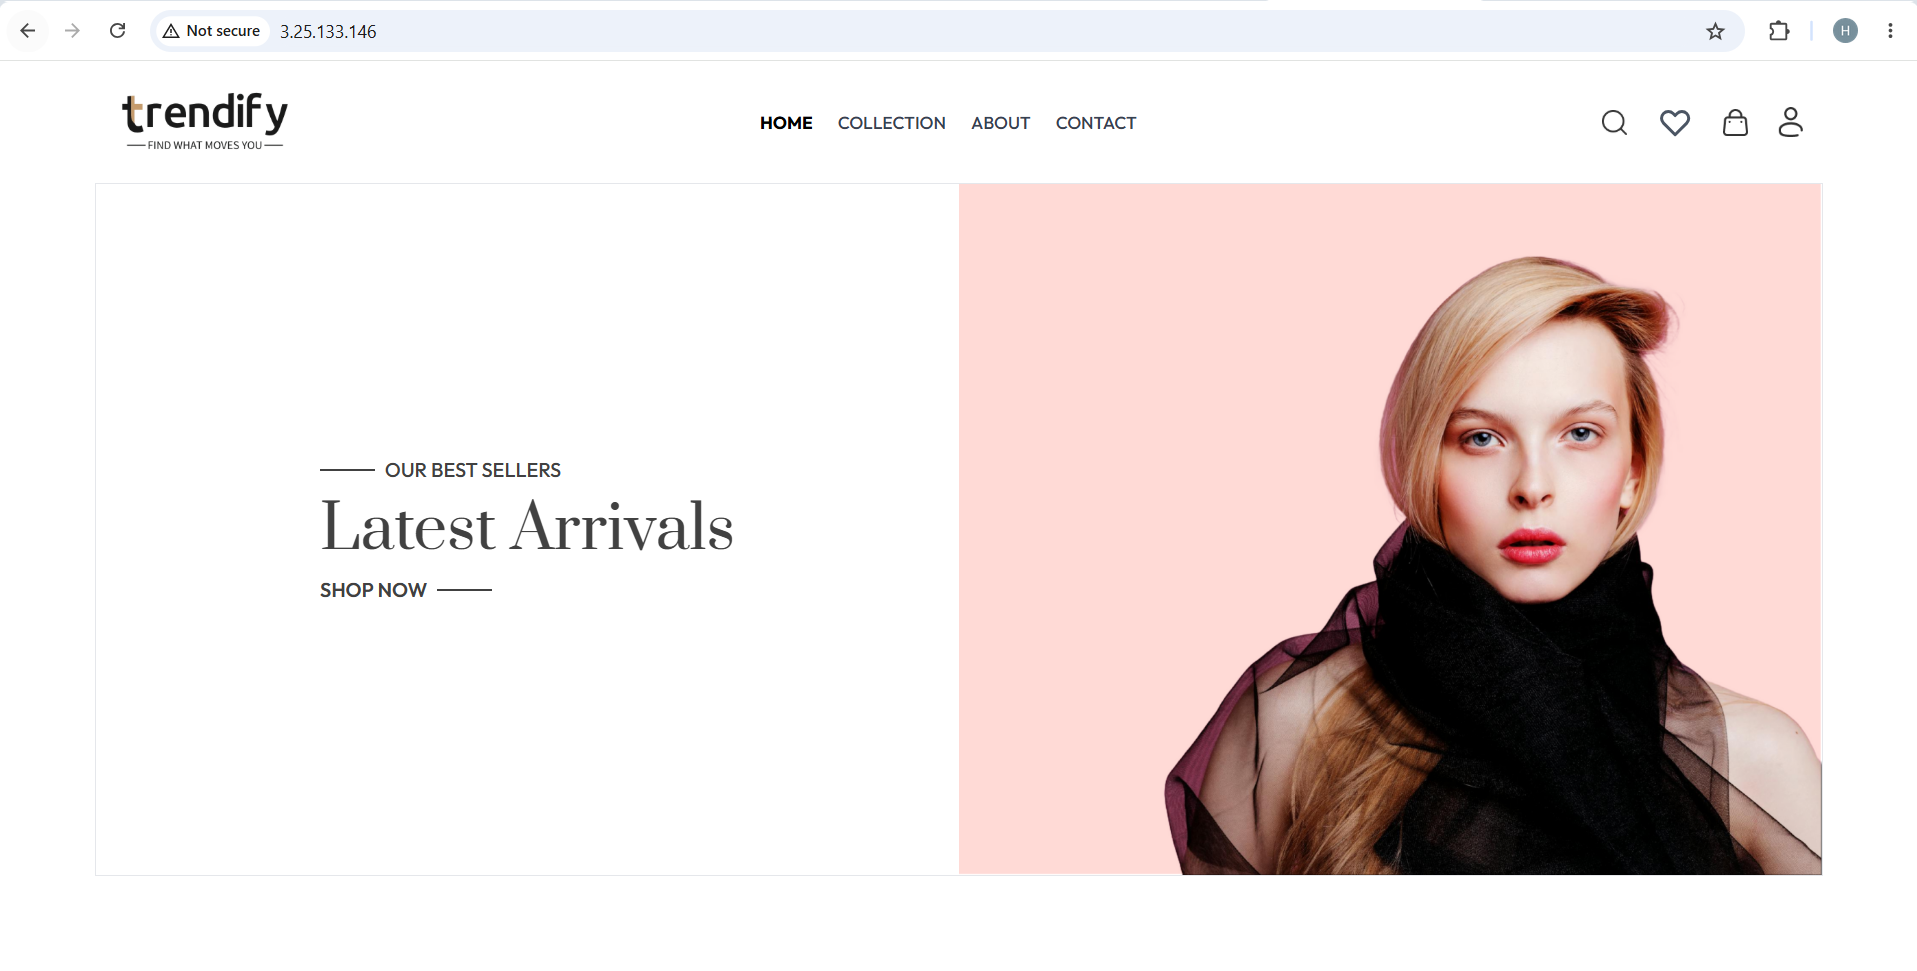 Not secure 3.25.133.146
H
trendify
FIND WHAT MOVES YOU
HOME COLLECTION ABOUT CONTACT
OUR BEST SELLERS
Latest Arrivals
SHOP NOW